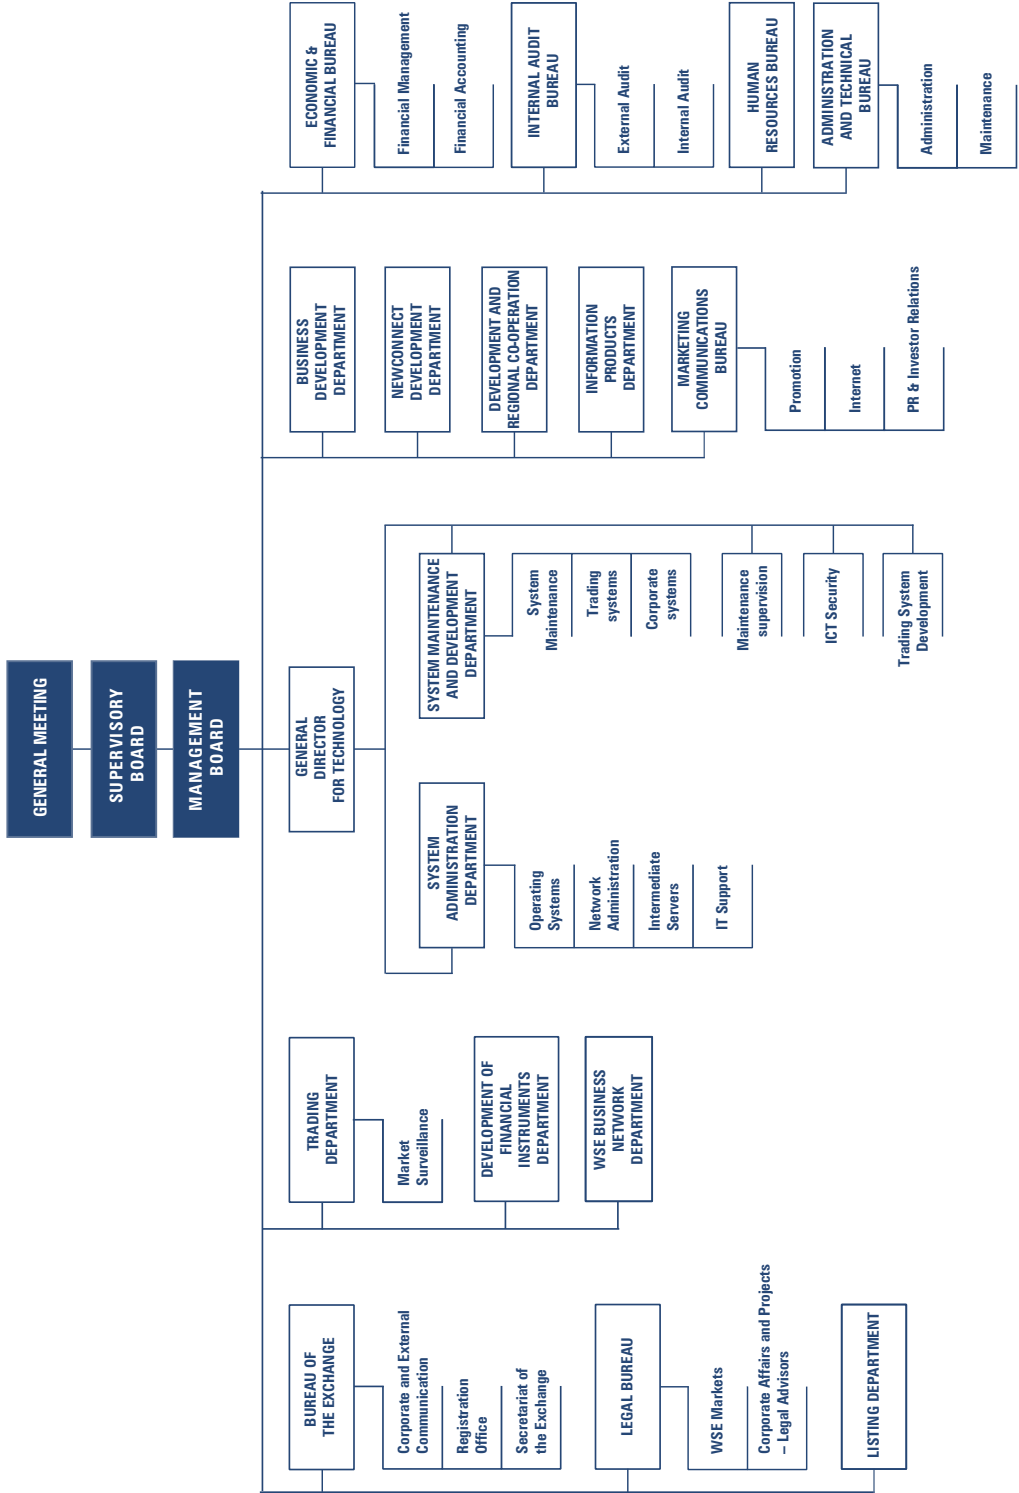 GENERAL MEETING
SUPERVISORY
BOARD
MANAGEMENT
BOARD
BUREAU OF
THE EXCHANGE
Corporate and External
Communication
Registration
Office
Secretariat of
the Exchange
LEGAL BUREAU
WSE Markets
Corporate Affairs and Projects
– Legal Advisors
LISTING DEPARTMENT
TRADING
DEPARTMENT
Market
Surveillance
DEVELOPMENT OF
FINANCIAL
INSTRUMENTS
DEPARTMENT
WSE BUSINESS
NETWORK
DEPARTMENT
GENERAL
DIRECTOR
FOR TECHNOLOGY
SYSTEM
ADMINISTRATION
DEPARTMENT
Operating
Systems
Network
Administration
Intermediate
Servers
IT Support
SYSTEM MAINTENANCE
AND DEVELOPMENT
DEPARTMENT
System
Maintenance
Trading
systems
Corporate
systems
Maintenance
supervision
ICT Security
Trading System
Development
BUSINESS
DEVELOPMENT
DEPARTMENT
NEWCONNECT
DEVELOPMENT
DEPARTMENT
DEVELOPMENT AND
REGIONAL CO-OPERATION
DEPARTMENT
INFORMATION
PRODUCTS
DEPARTMENT
MARKETING
COMMUNICATIONS
BUREAU
Promotion
Internet
PR & Investor Relations
ECONOMIC &
FINANCIAL BUREAU
Financial Management
Financial Accounting
INTERNAL AUDIT
BUREAU
External Audit
Internal Audit
HUMAN
RESOURCES BUREAU
ADMINISTRATION
AND TECHNICAL
BUREAU
Administration
Maintenance